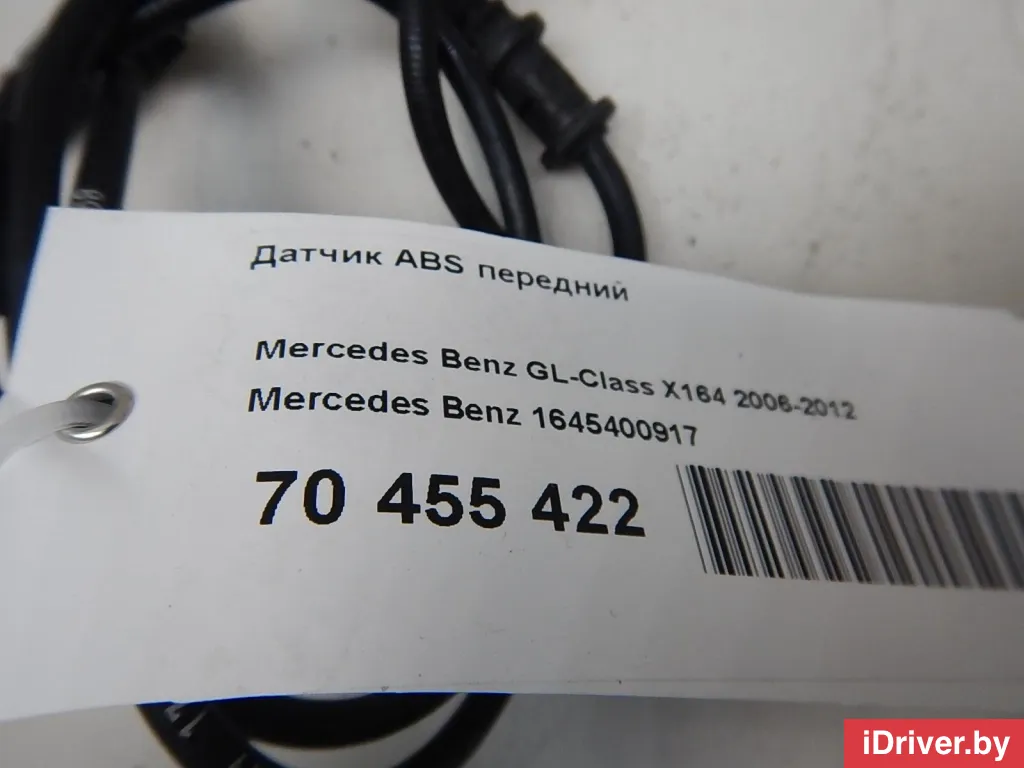 Датчик ABS передний
Mercedes Benz GL-Class X164 2006-2012
Mercedes Benz 1645400917
70 455 422
iDriver.by